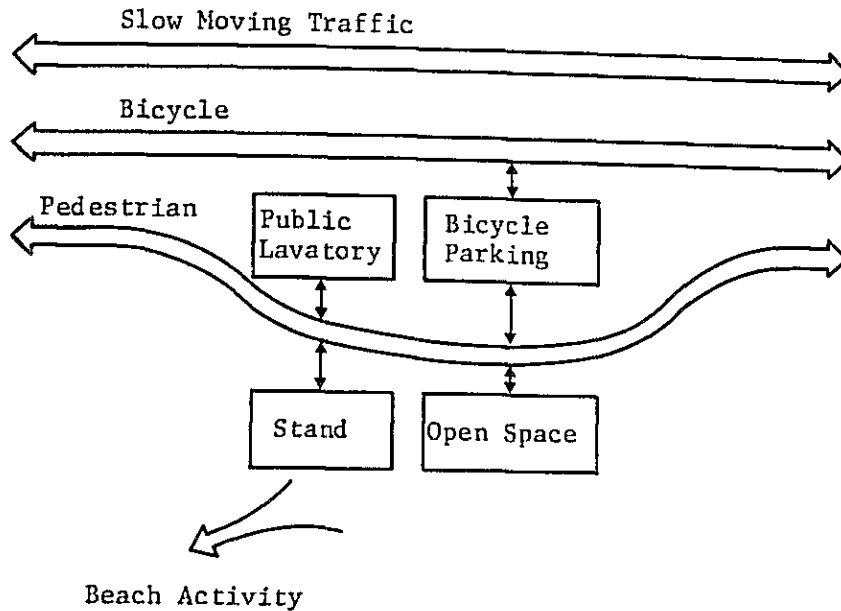 Slow Moving Traffic
Bicycle
Pedestrian
Public
Lavatory
Bicycle
Parking
Stand
Open Space
Beach Activity